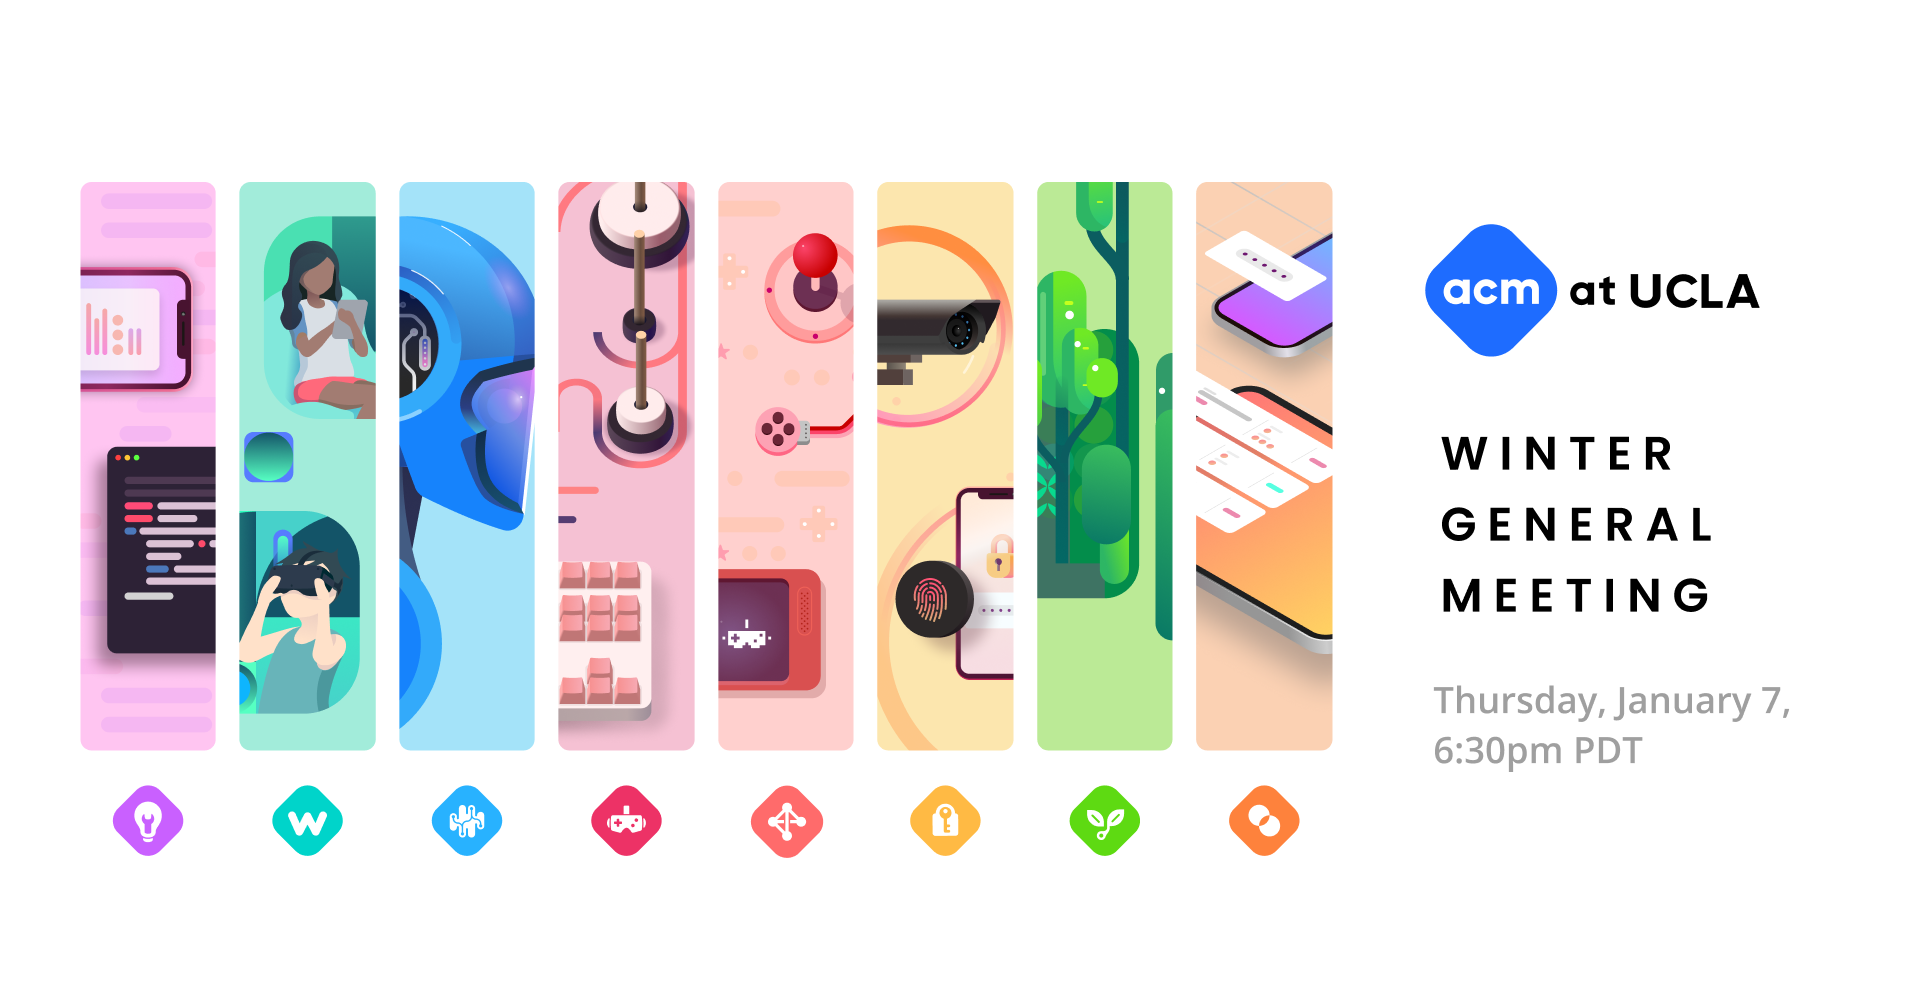 acm at UCLA
WINTER
GENERAL
MEETING
Thursday, January 7,
6:30pm PDT